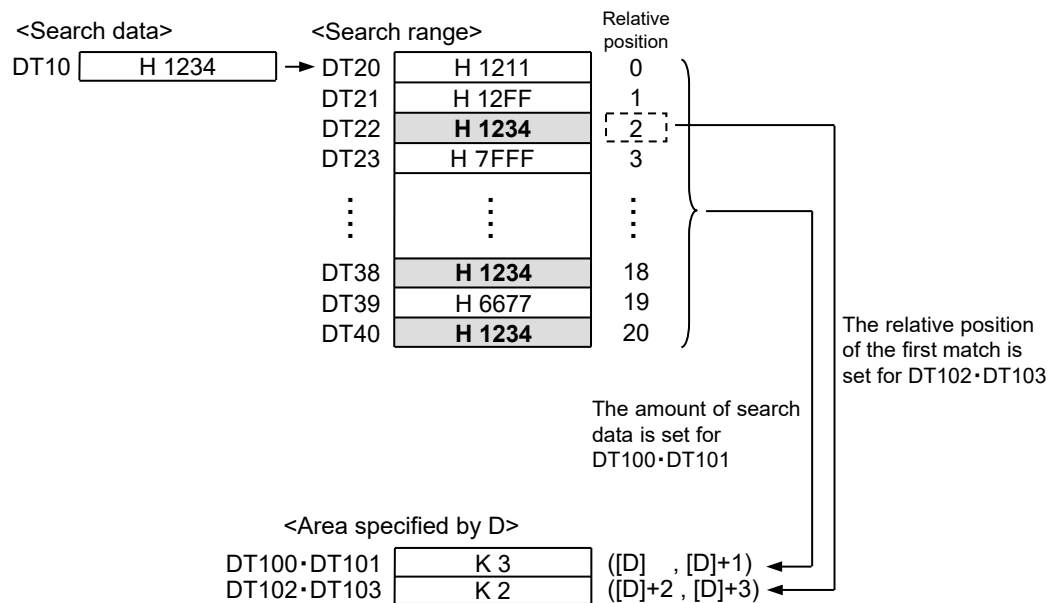 <Search data>
<Search range>
Relative
position
DT10 H 1234 DT20 H 1211 0
DT21 H 12FF 1
DT22 H 1234 2
DT23 H 7FFF 3
DT38 H 1234 18
DT39 H 6677 19
DT40 H 1234 20
The relative position
of the first match is
set for DT102・DT103
The amount of search
data is set for
DT100・DT101
<Area specified by D>
DT100・DT101 K 3 ([D] , [D]+1)
DT102・DT103 K 2 ([D]+2 , [D]+3)